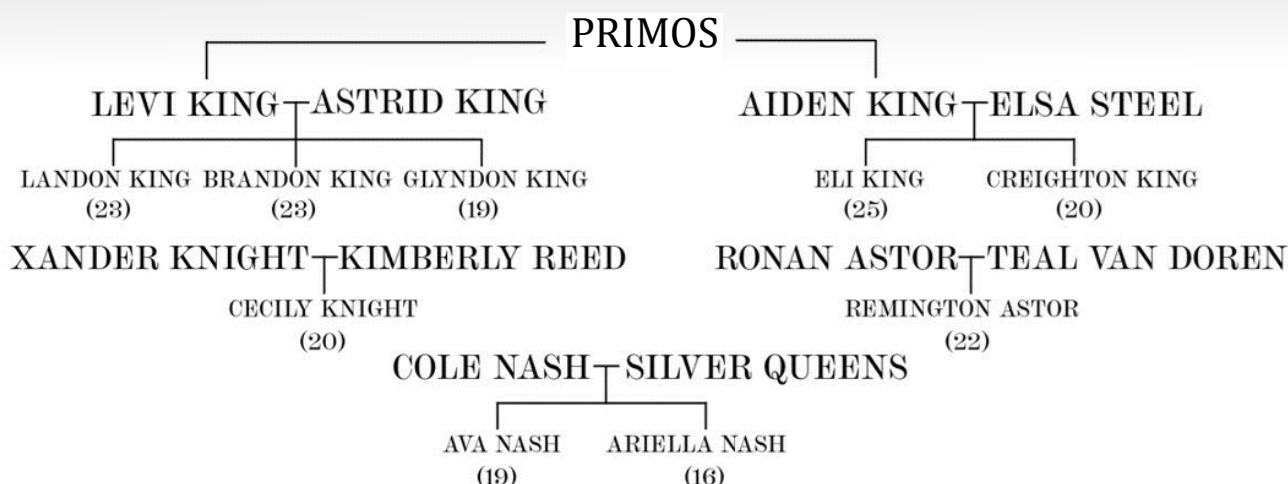 PRIMOS
LEVI KING ASTRID KING AIDEN KING ELSA STEEL
LANDON KING BRANDON KING GLYNDON KING ELI KING CREIGHTON KING
(23) (23) (19) (25) (20)
XANDER KNIGHT KIMBERLY REED RONAN ASTOR TEAL VAN DOREN
CECILY KNIGHT REMINGTON ASTOR
(20) (22)
COLE NASH SILVER QUEENS
AVA NASH ARIELLA NASH
(19) (16)